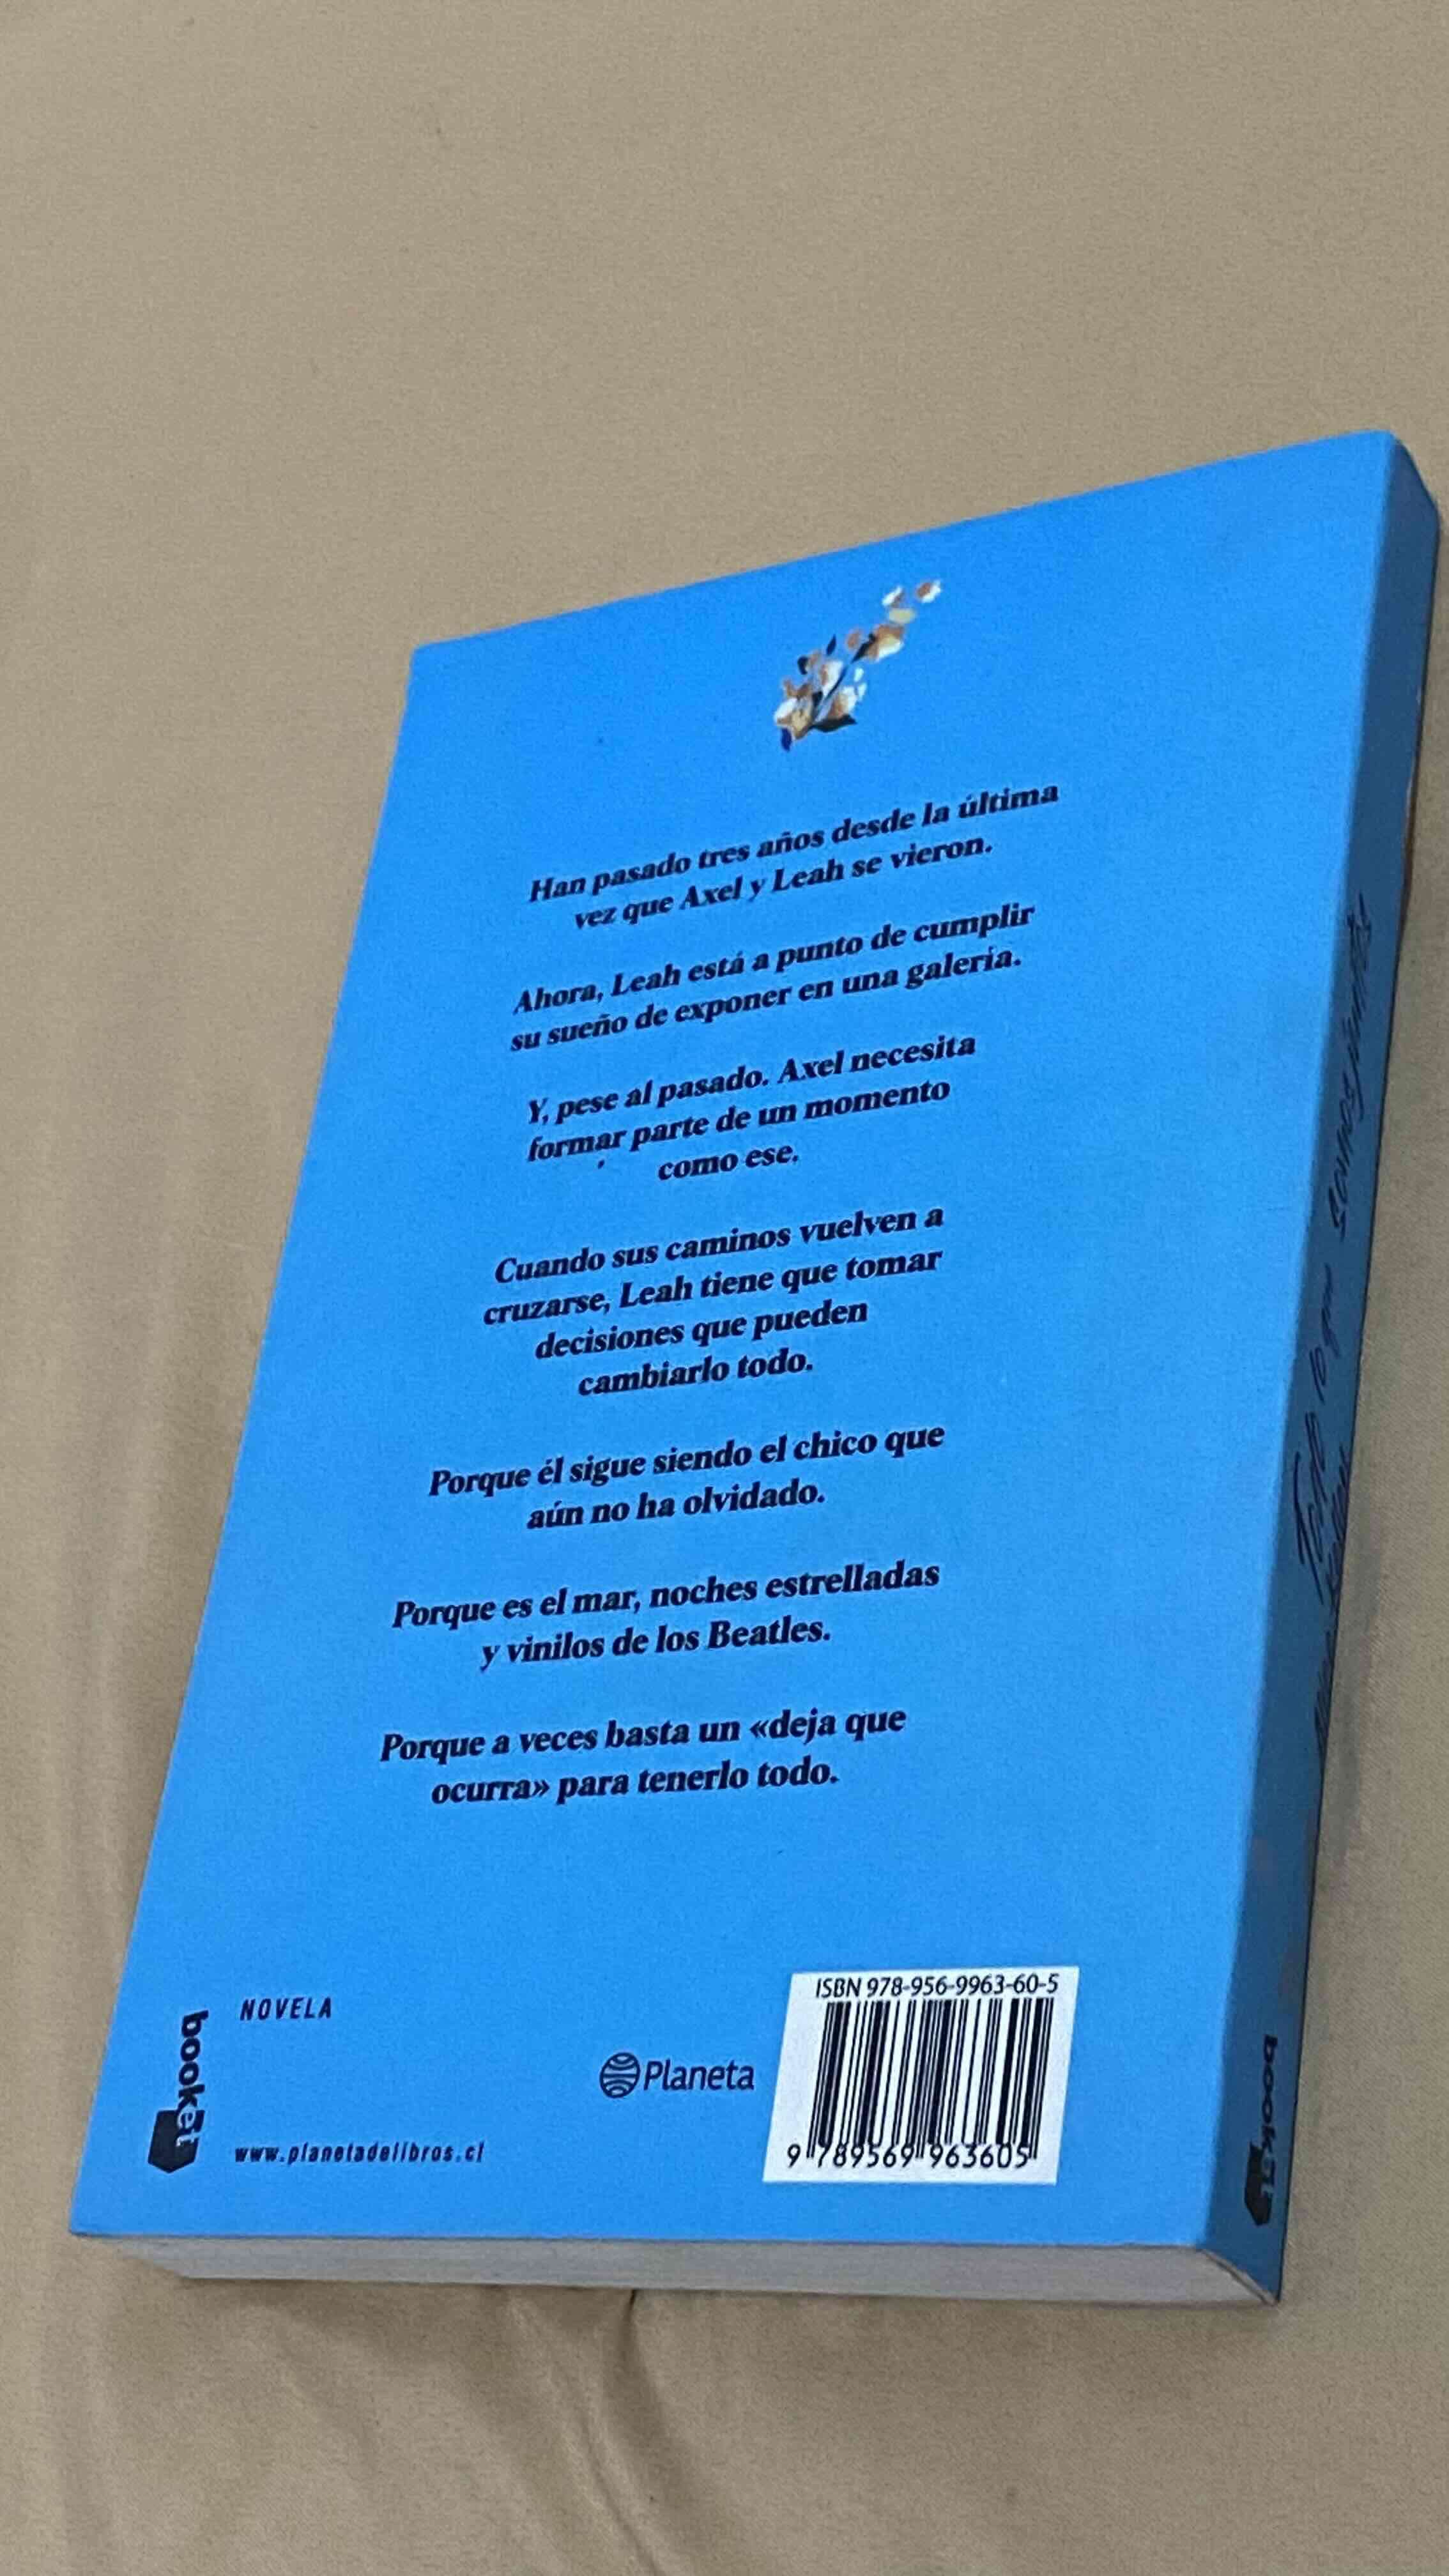 Han pasado tres años desde la última
vez que Axel y Leah se vieron.
Ahora, Leah está a punto de cumplir
su sueño de exponer en una galería.
Y, pese al pasado. Axel necesita
formar parte de un momento
como ese.
Cuando sus caminos vuelven a
cruzarse, Leah tiene que tomar
decisiones que pueden
cambiarlo todo.
Porque él sigue siendo el chico que
aún no ha olvidado.
Porque es el mar, noches estrelladas
y vinilos de los Beatles.
Porque a veces basta un «deja que
ocurra» para tenerlo todo.
NOVELA
booket
www.planetadelibros.cl
Planeta
ISBN 978-956-9963-60-5
9 789569 963605
Todo lo que somos juntos
booket